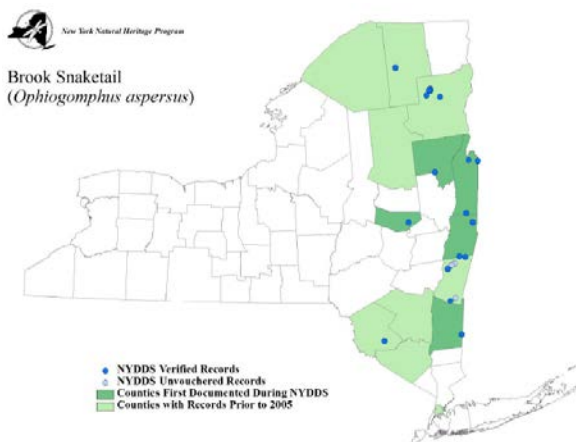 New York Natural Heritage Program
Brook Snaketail
(Ophiogomphus aspersus)
NYDDS Verified Records
NYDDS Unvouchered Records
Counties First Documented During NYDDS
Counties with Records Prior to 2005